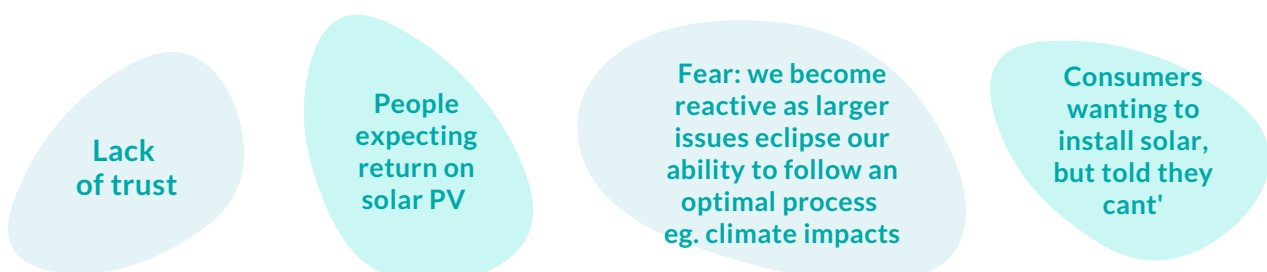 Lack
of trust
People
expecting
return on
solar PV
Fear: we become
reactive as larger
issues eclipse our
ability to follow an
optimal process
eg. climate impacts
Consumers
wanting to
install solar,
but told they
cant'